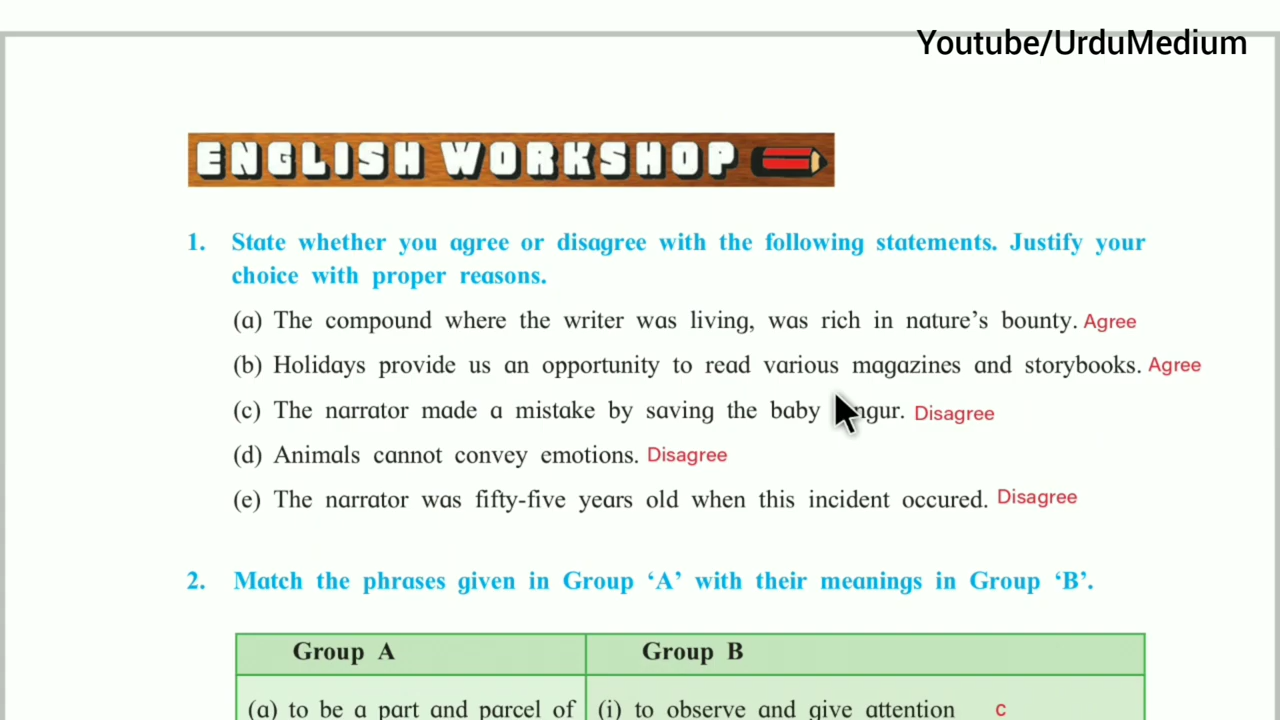 Youtube/UrduMedium
ENGLISH WORKSHOP
1. State whether you agree or disagree with the following statements. Justify your
choice with proper reasons.
(a) The compound where the writer was living, was rich in nature's bounty. Agree
(b) Holidays provide us an opportunity to read various magazines and storybooks. Agree
(c) The narrator made a mistake by saving the baby Disagree
(d) Animals cannot convey emotions. Disagree
(e) The narrator was fifty-five years old when this incident occured. Disagree
2. Match the phrases given in Group ‘A’ with their meanings in Group ‘B’.
Group A Group B
(a) to be a part and parcel of (i) to observe and give attention c